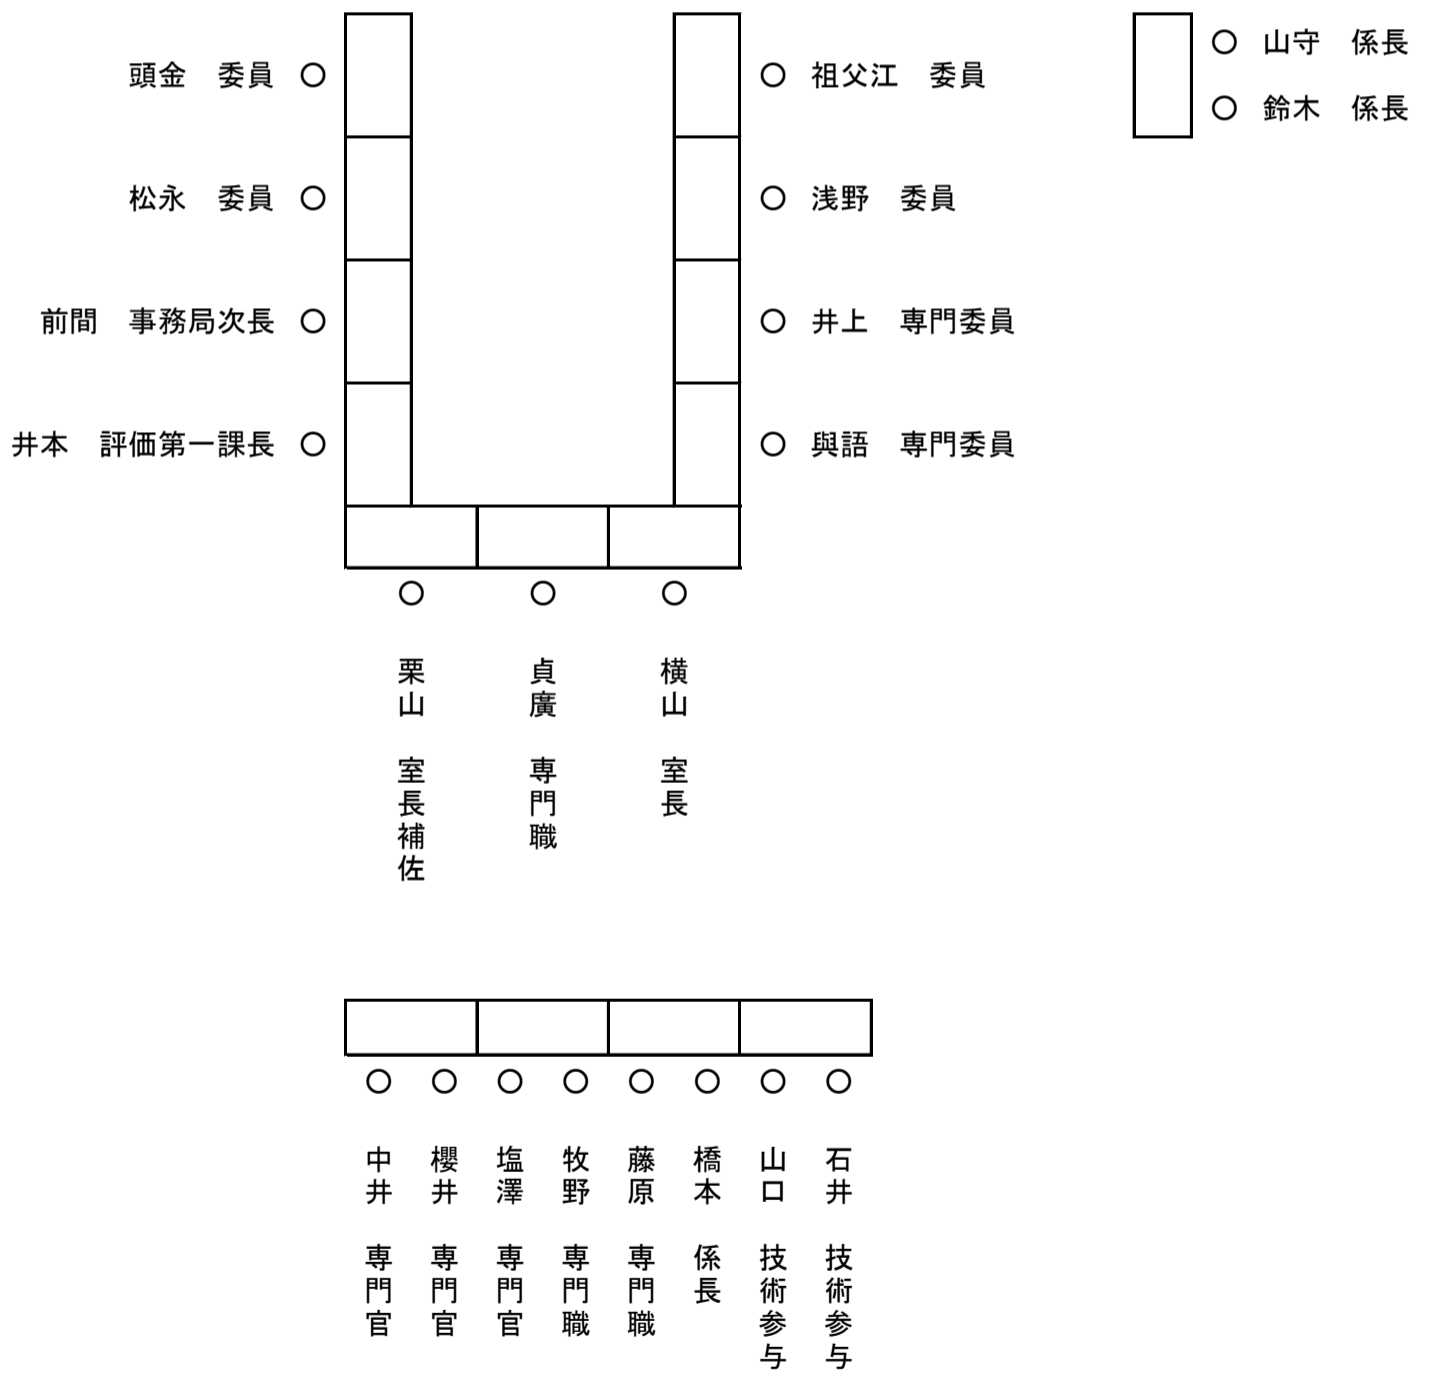 頭金　委員
松永　委員
前間　事務局次長
井本　評価第一課長
祖父江　委員
浅野　委員
井上　専門委員
與語　専門委員
山守　係長
鈴木　係長
栗山　室長補佐
貞廣　専門職
横山　室長
中井　専門官
櫻井　専門官
塩澤　専門官
牧野　専門職
藤原　専門職
橋本　係長
山口　技術参与
石井　技術参与